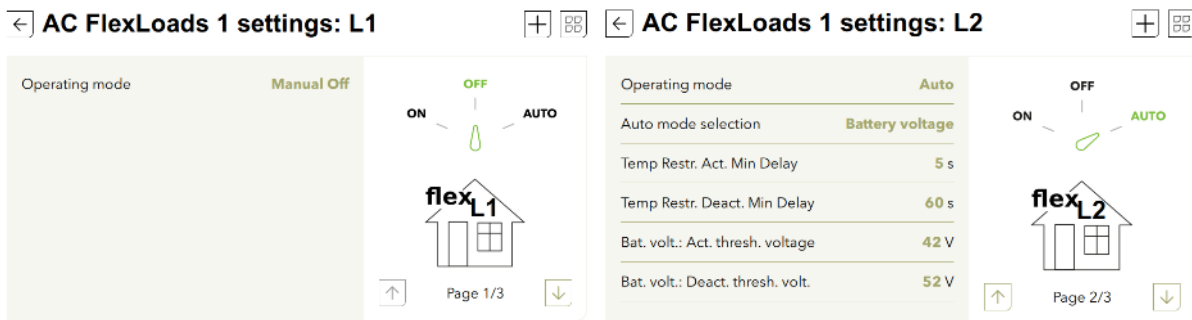 AC FlexLoads 1 settings: L1
Operating mode Manual Off
OFF
ON
AUTO
flex L1
Page 1/3
AC FlexLoads 1 settings: L2
Operating mode Auto
Auto mode selection Battery voltage
Temp Restr. Act. Min Delay 5 s
Temp Restr. Deact. Min Delay 60 s
Bat. volt.: Act. thresh. voltage 42 V
Bat. volt.: Deact. thresh. volt. 52 V
OFF
ON
AUTO
flex L2
Page 2/3